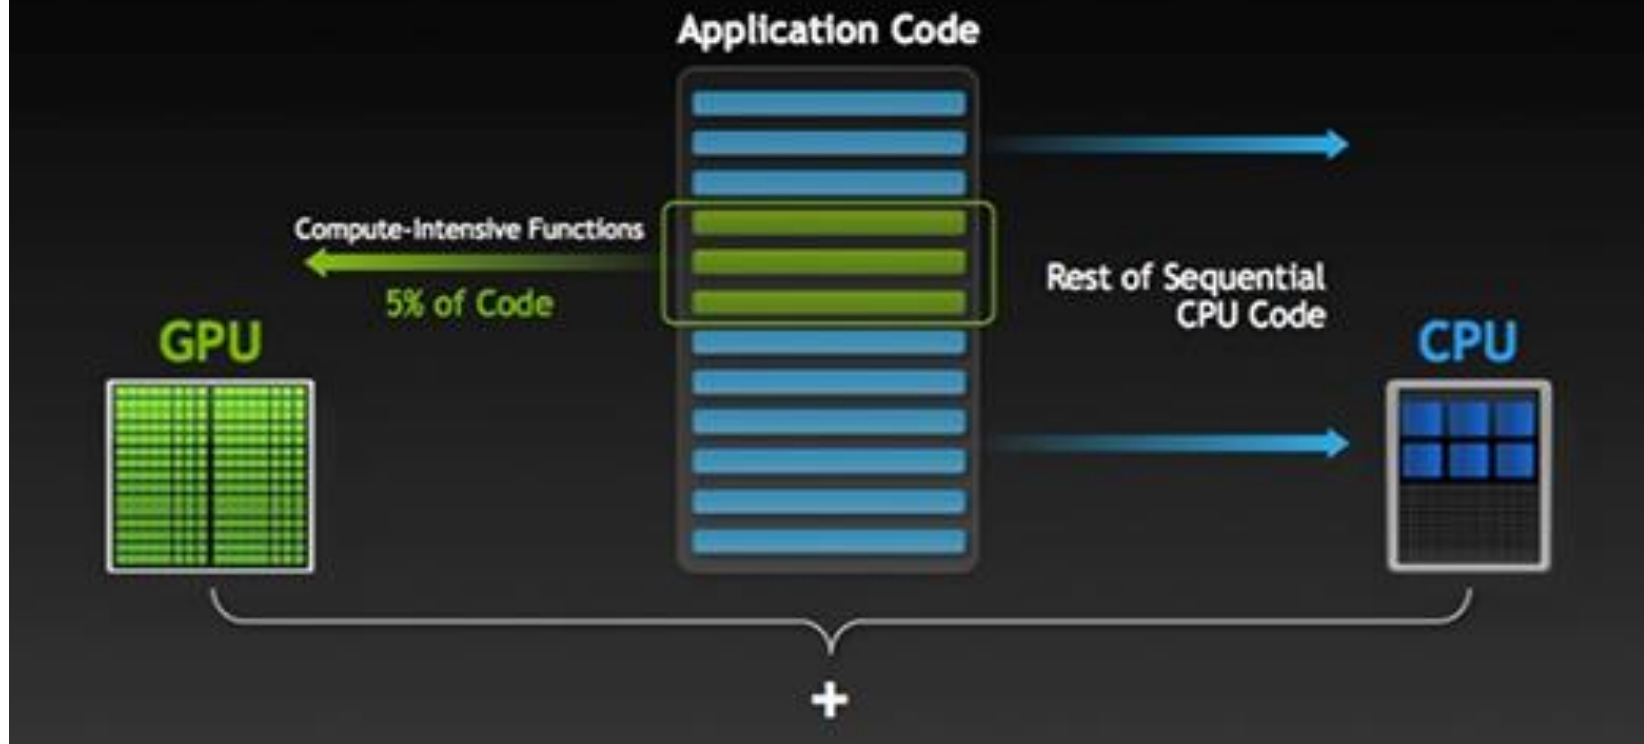 Application Code
Compute-Intensive Functions
5% of Code
Rest of Sequential
CPU Code
GPU
CPU
+